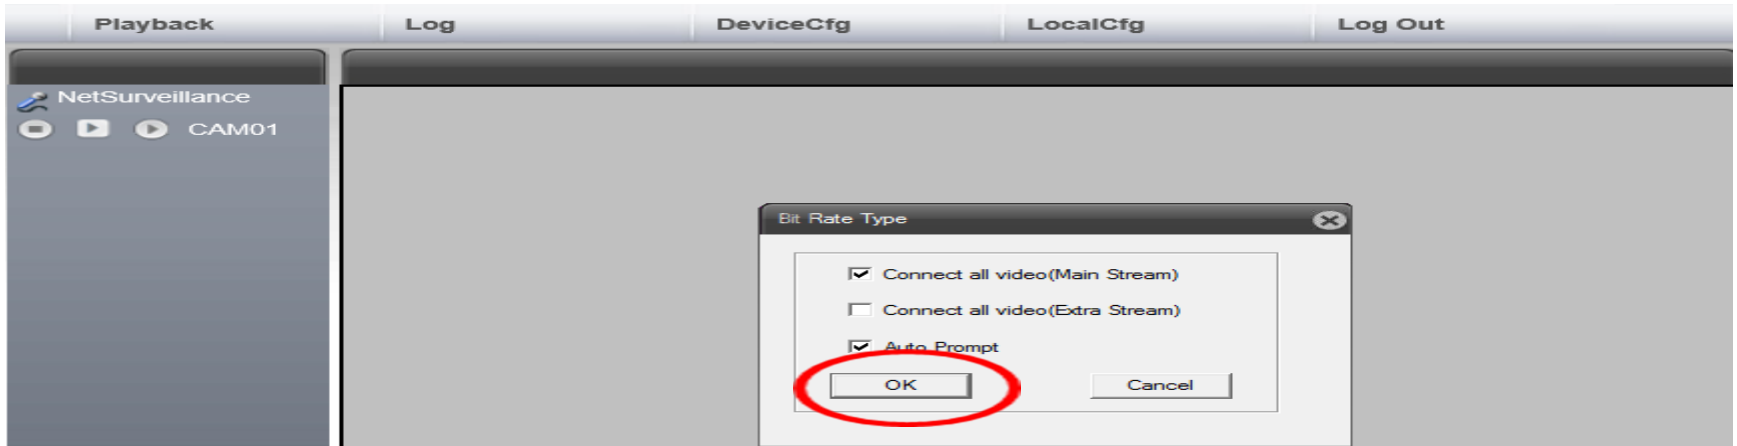 Playback Log DeviceCfg LocalCfg Log Out
NetSurveillance
CAM01
Bit Rate Type
Connect all video(Main Stream)
Connect all video(Extra Stream)
Auto Prompt
OK Cancel